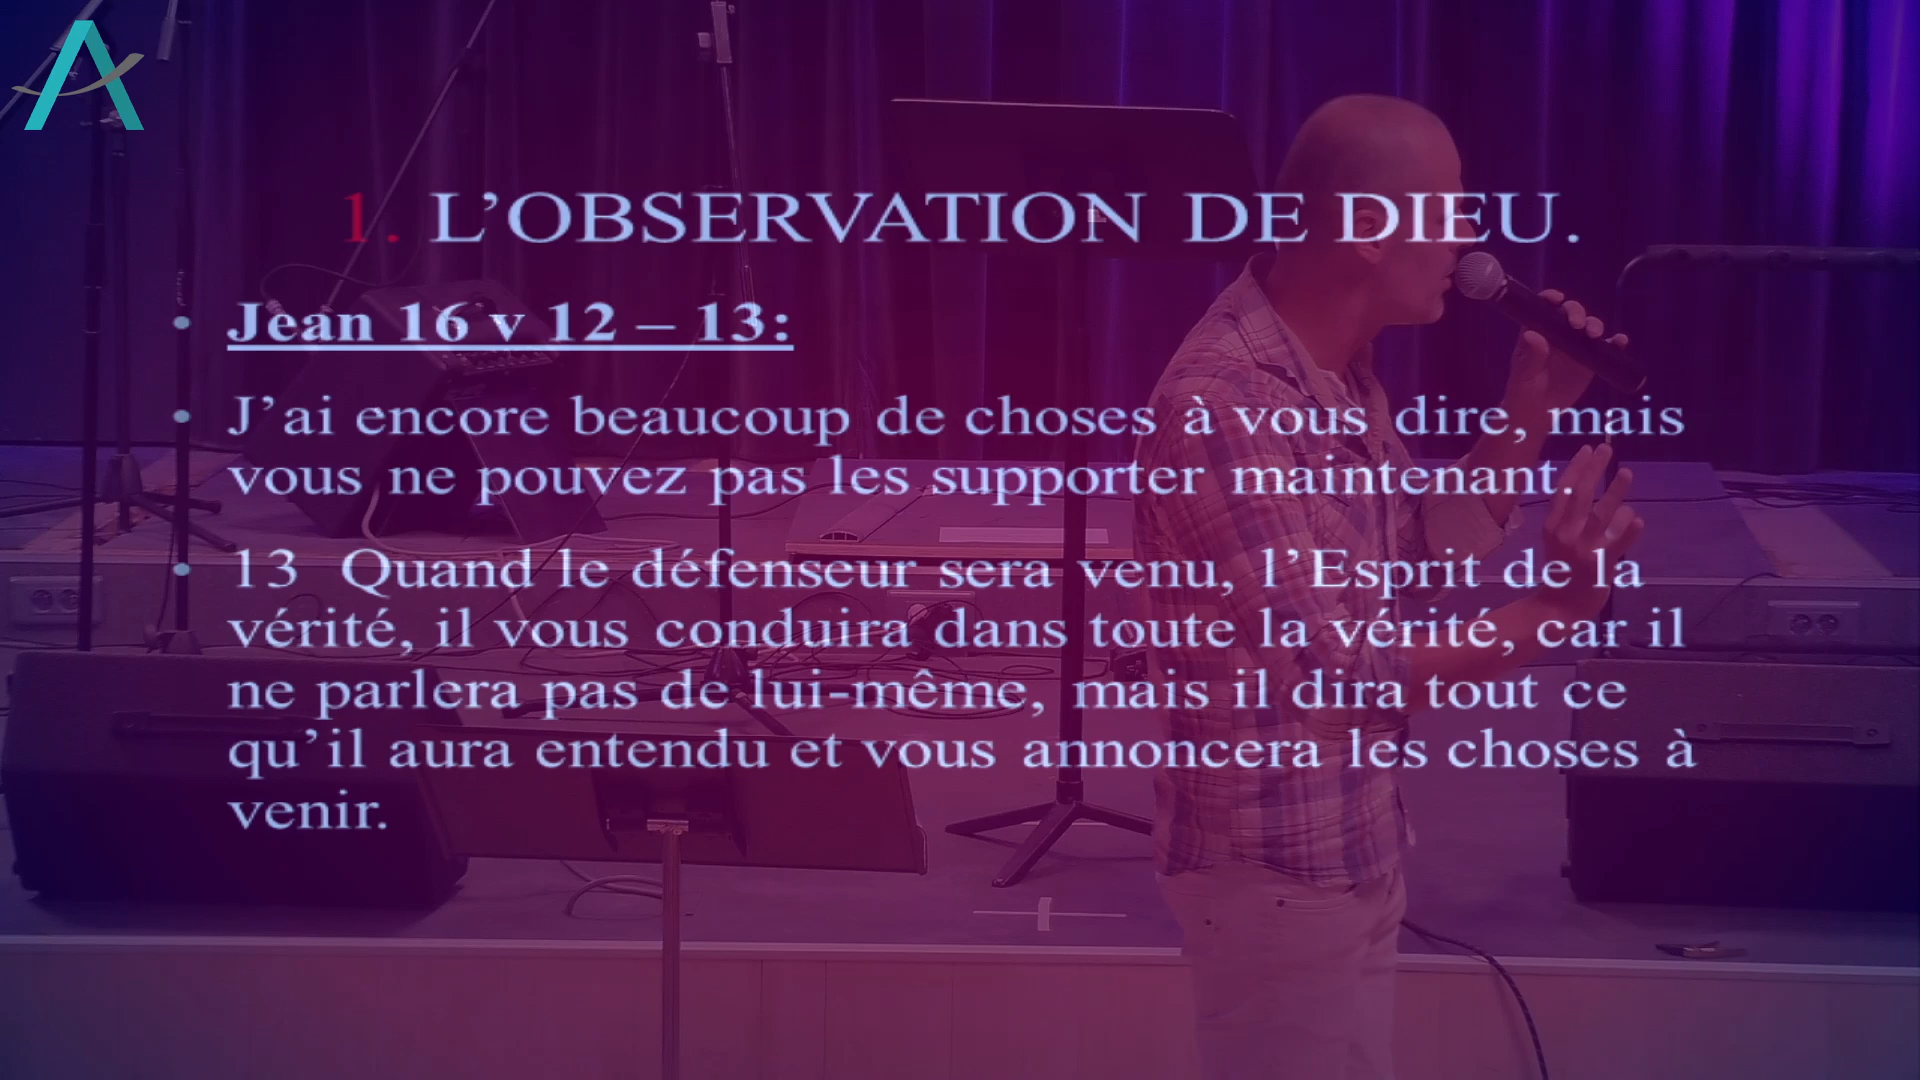 1. L’OBSERVATION DE DIEU.
• Jean 16 v 12 – 13:
• J’ai encore beaucoup de choses à vous dire, mais
vous ne pouvez pas les supporter maintenant.
• 13 Quand le défenseur sera venu, l’Esprit de la
vérité, il vous conduira dans toute la vérité, car il
ne parlera pas de lui-même, mais il dira tout ce
qu’il aura entendu et vous annoncera les choses à
venir.